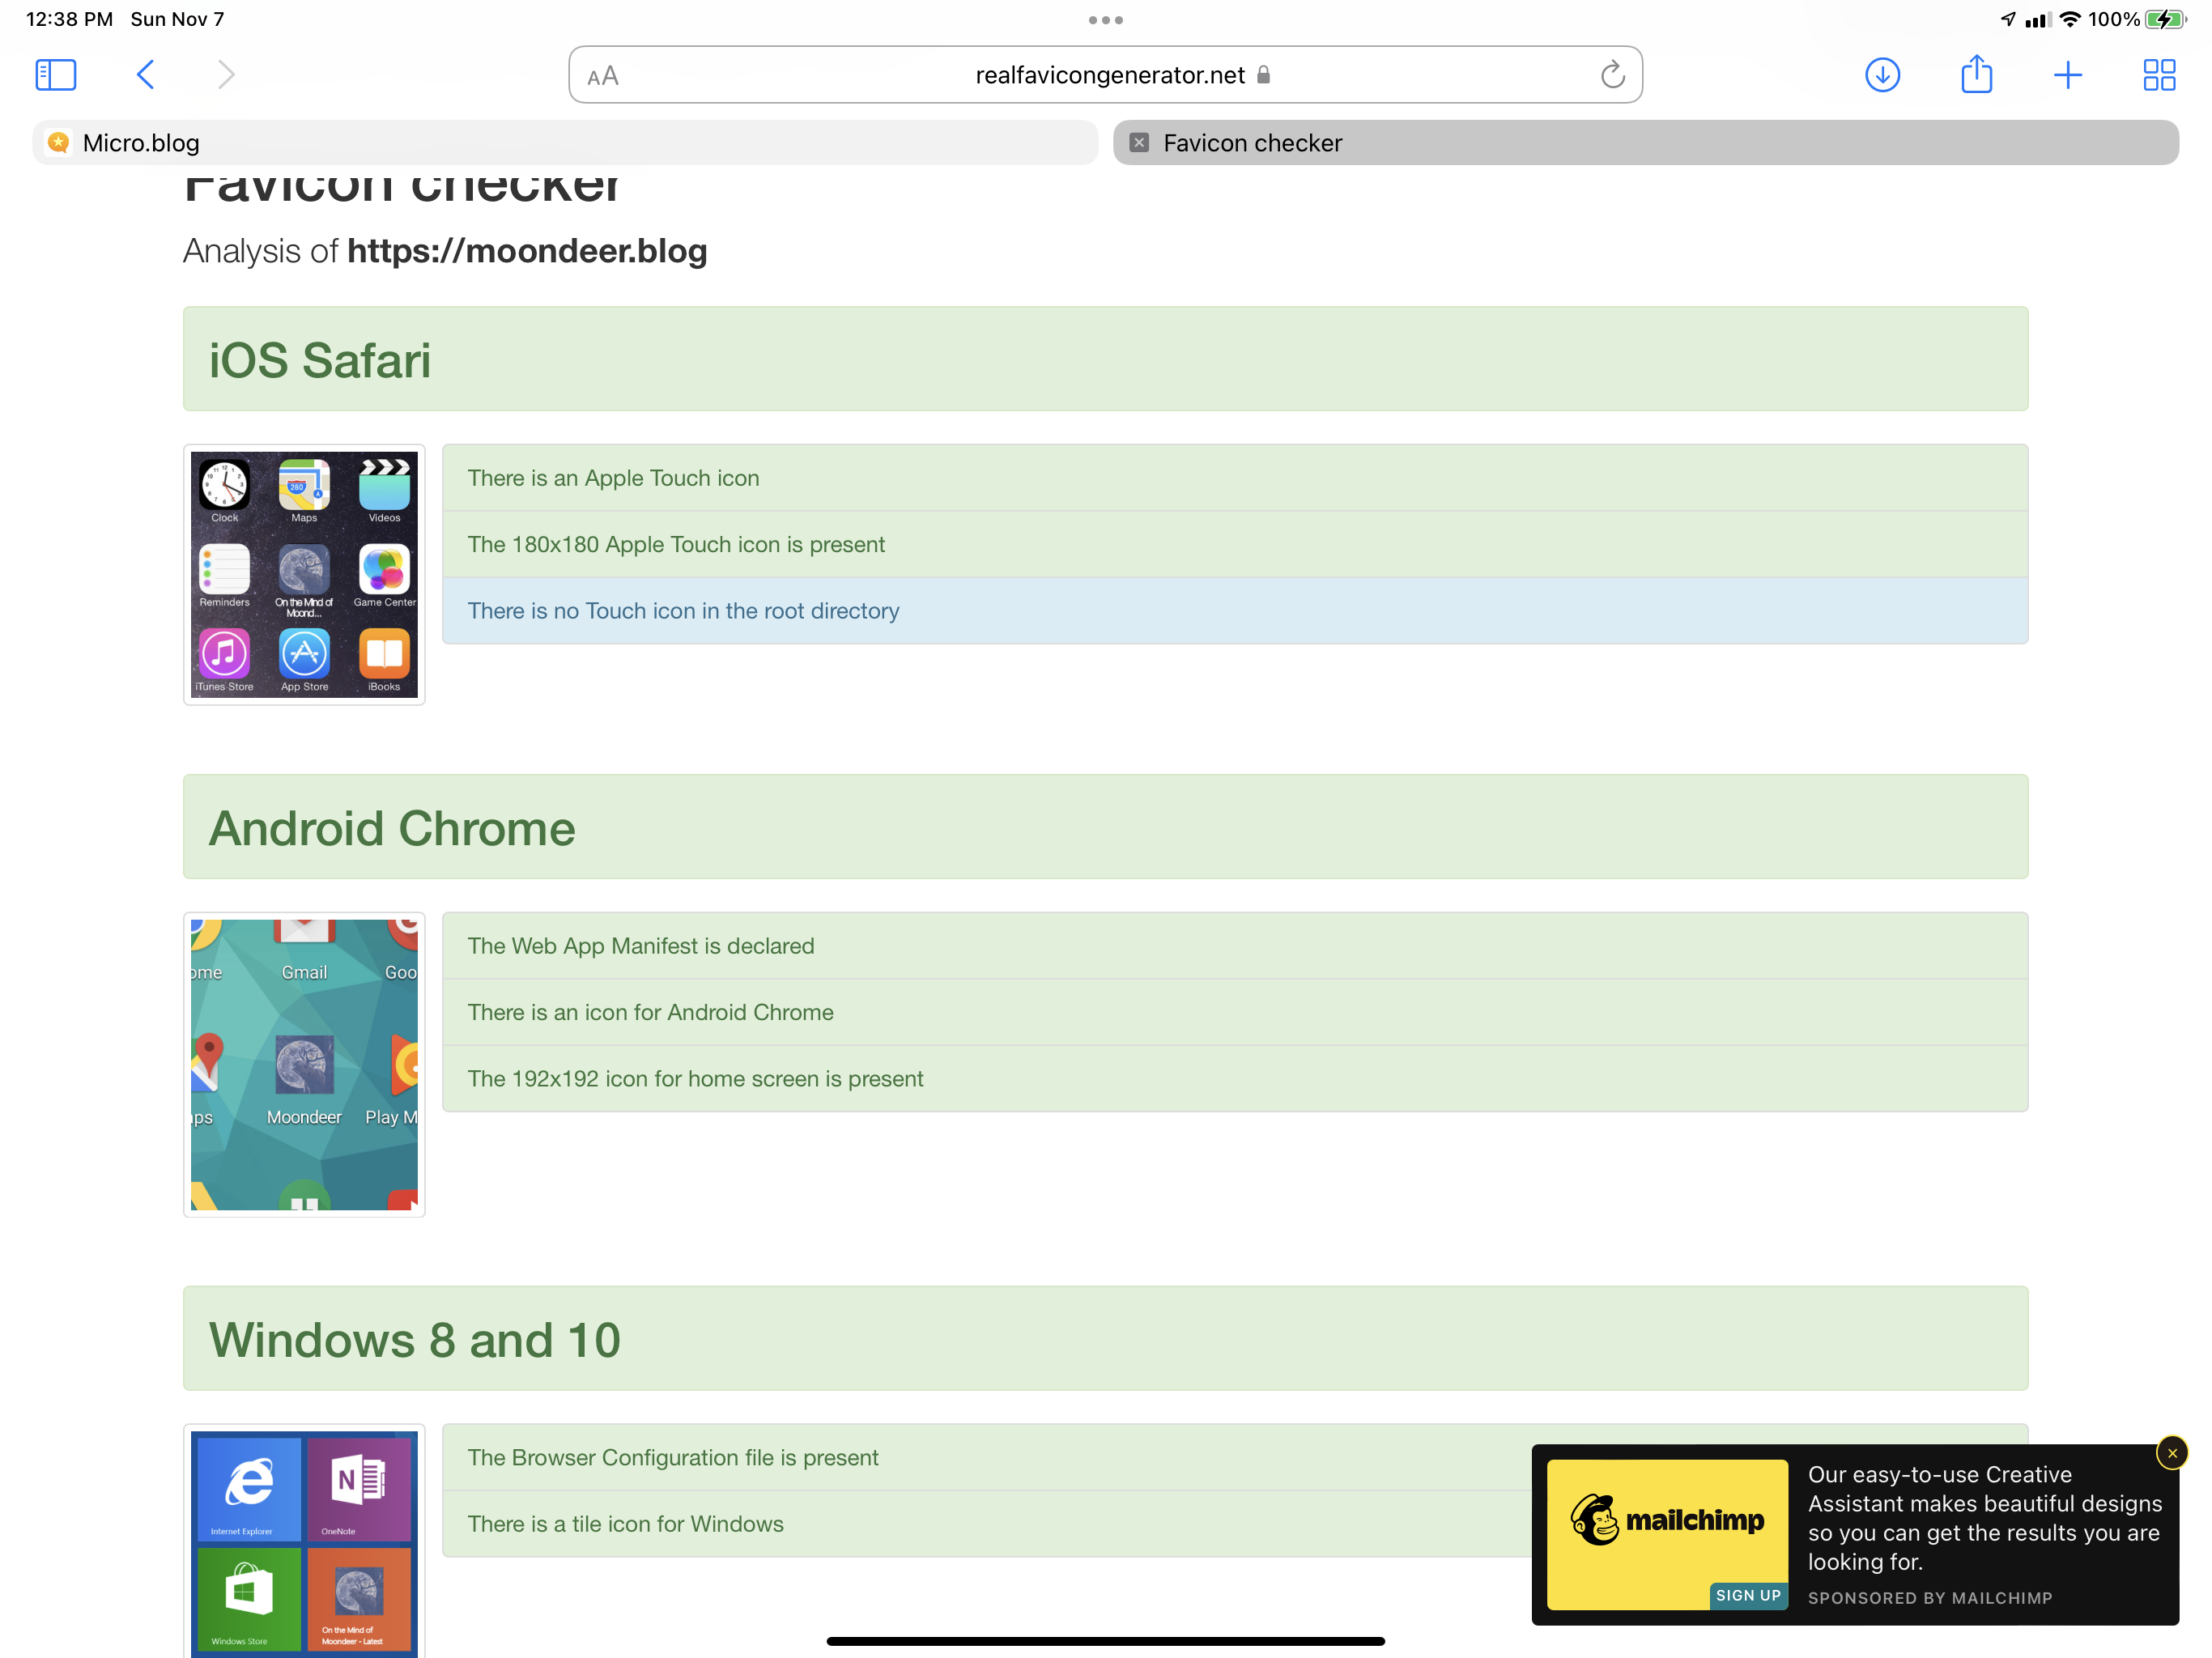 12:38 PM Sun Nov 7
100%
AA
realfavicongenerator.net
Micro.blog
Favicon checker
Favicon checker
Analysis of https://moondeer.blog
iOS Safari
Clock
Maps
Videos
Reminders
On the Mind of
Moond...
Game Center
iTunes Store
App Store
iBooks
280
There is an Apple Touch icon
The 180x180 Apple Touch icon is present
There is no Touch icon in the root directory
Android Chrome
ome
Gmail
Goo
aps
Moondeer
Play M
The Web App Manifest is declared
There is an icon for Android Chrome
The 192x192 icon for home screen is present
Windows 8 and 10
Internet Explorer
N
OneNote
Windows Store
On the Mind of
Moondeer - Latest
The Browser Configuration file is present
There is a tile icon for Windows
mailchimp
SIGN UP
Our easy-to-use Creative
Assistant makes beautiful designs
so you can get the results you are
looking for.
SPONSORED BY MAILCHIMP